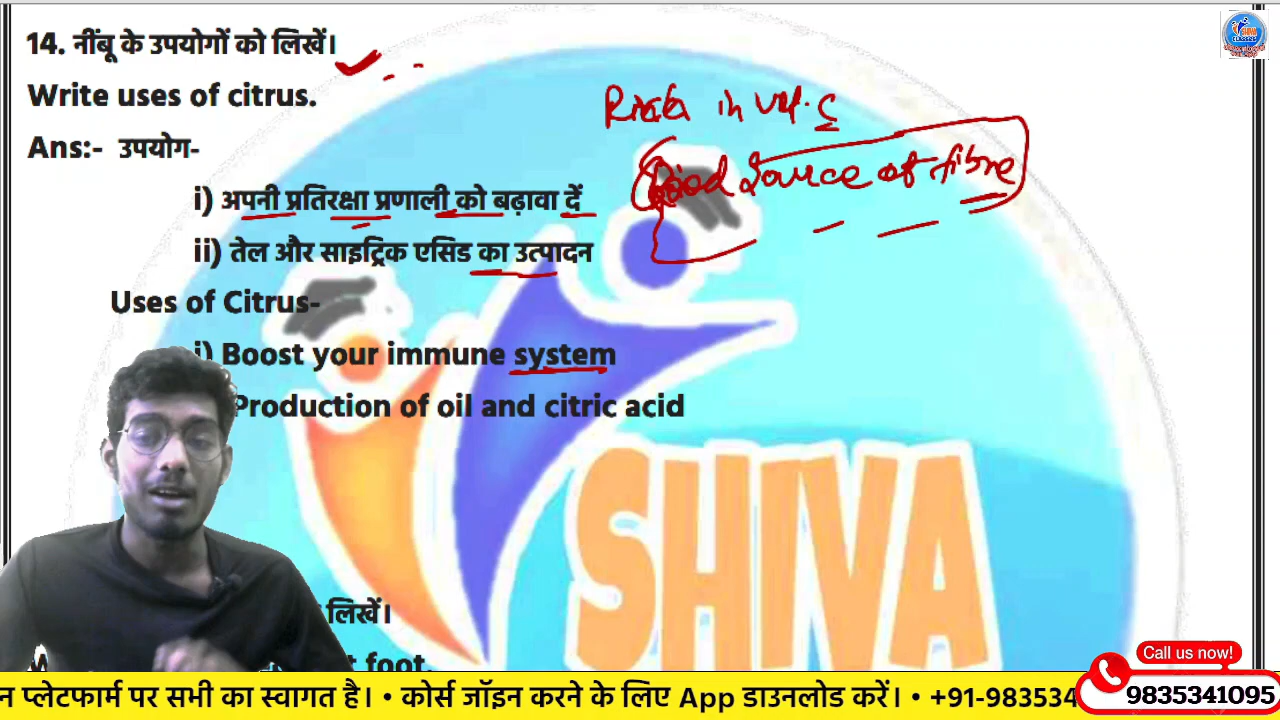 14. नींबू के उपयोगों को लिखें।
Write uses of citrus.
Ans:- उपयोग-
Rich in vit. C
Good Source of fibre
i) अपनी प्रतिरक्षा प्रणाली को बढ़ावा दें
ii) तेल और साइट्रिक एसिड का उत्पादन
Uses of Citrus-
i) Boost your immune system
Production of oil and citric acid
SHIVA
लिखें।
foot.
Call us now!
न प्लेटफार्म पर सभी का स्वागत है। • कोर्स जॉइन करने के लिए App डाउनलोड करें। • +91-983534
9835341095